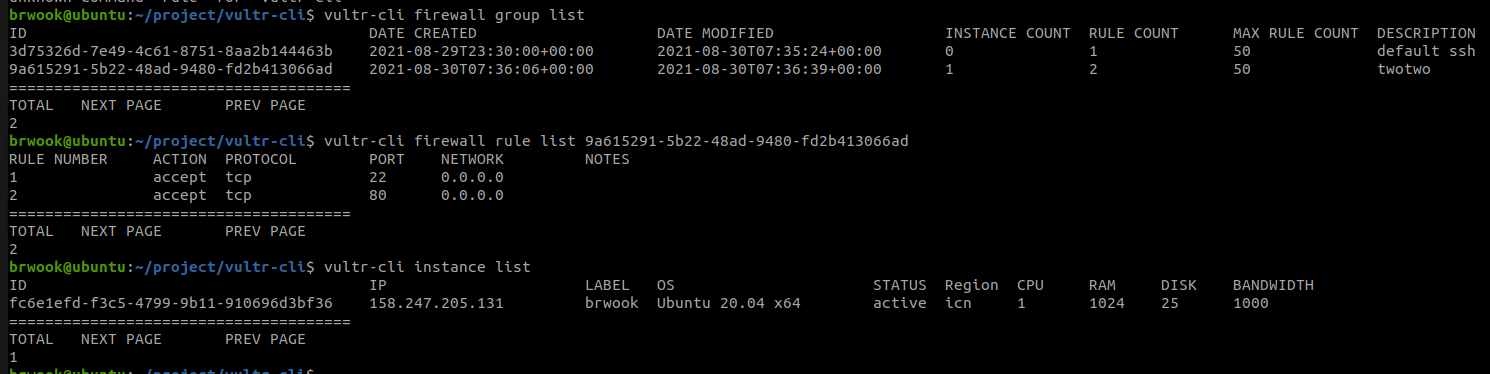 brwook@ubuntu:~/project/vultr-cli$ vultr-cli firewall group list
ID DATE CREATED DATE MODIFIED INSTANCE COUNT RULE COUNT MAX RULE COUNT DESCRIPTION
3d75326d-7e49-4c61-8751-8aa2b144463b 2021-08-29T23:30:00+00:00 2021-08-30T07:35:24+00:00 0 1 50 default ssh
9a615291-5b22-48ad-9480-fd2b413066ad 2021-08-30T07:36:06+00:00 2021-08-30T07:36:39+00:00 1 2 50 twotwo
======================================
TOTAL NEXT PAGE PREV PAGE
2
brwook@ubuntu:~/project/vultr-cli$ vultr-cli firewall rule list 9a615291-5b22-48ad-9480-fd2b413066ad
RULE NUMBER ACTION PROTOCOL PORT NETWORK NOTES
1 accept tcp 22 0.0.0.0
2 accept tcp 80 0.0.0.0
======================================
TOTAL NEXT PAGE PREV PAGE
2
brwook@ubuntu:~/project/vultr-cli$ vultr-cli instance list
ID IP LABEL OS STATUS Region CPU RAM DISK BANDWIDTH
fc6e1efd-f3c5-4799-9b11-910696d3bf36 158.247.205.131 brwook Ubuntu 20.04 x64 active icn 1 1024 25 1000
======================================
TOTAL NEXT PAGE PREV PAGE
1
brwook@ubuntu:~/project/vultr-cli$